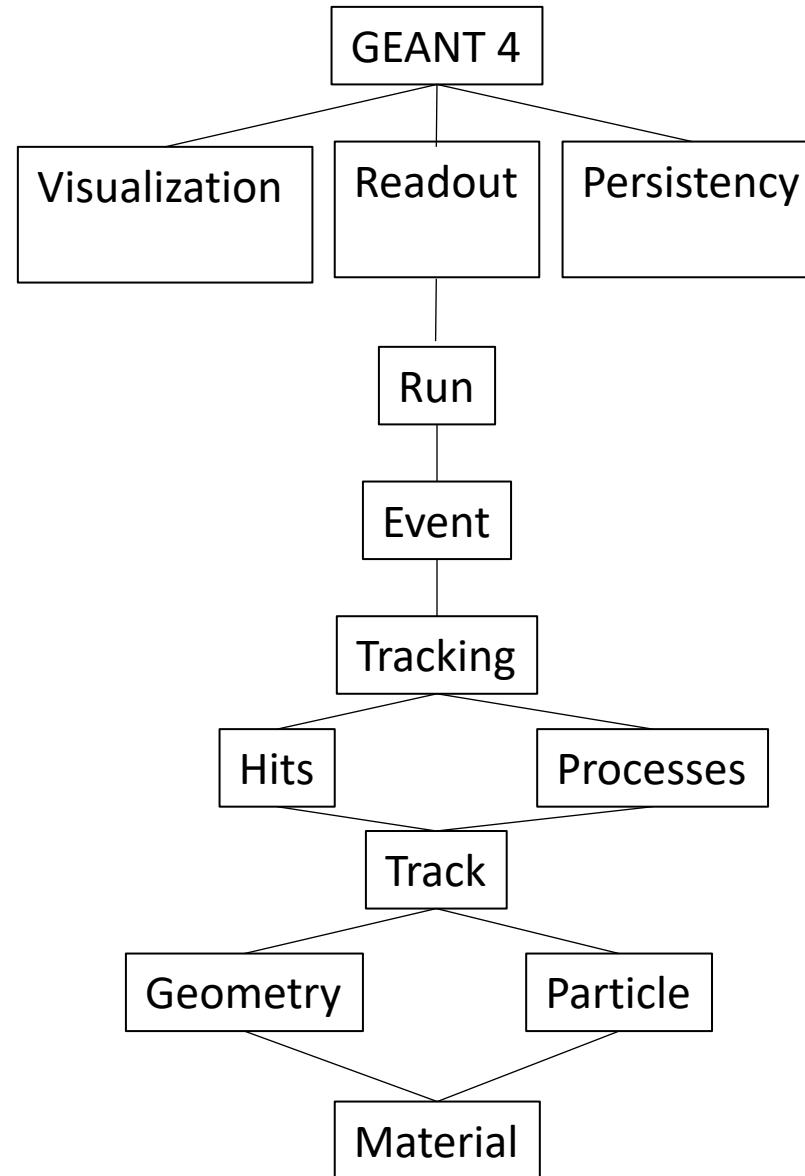 GEANT 4
Visualization
Readout
Persistency
Run
Event
Tracking
Hits
Processes
Track
Geometry
Particle
Material